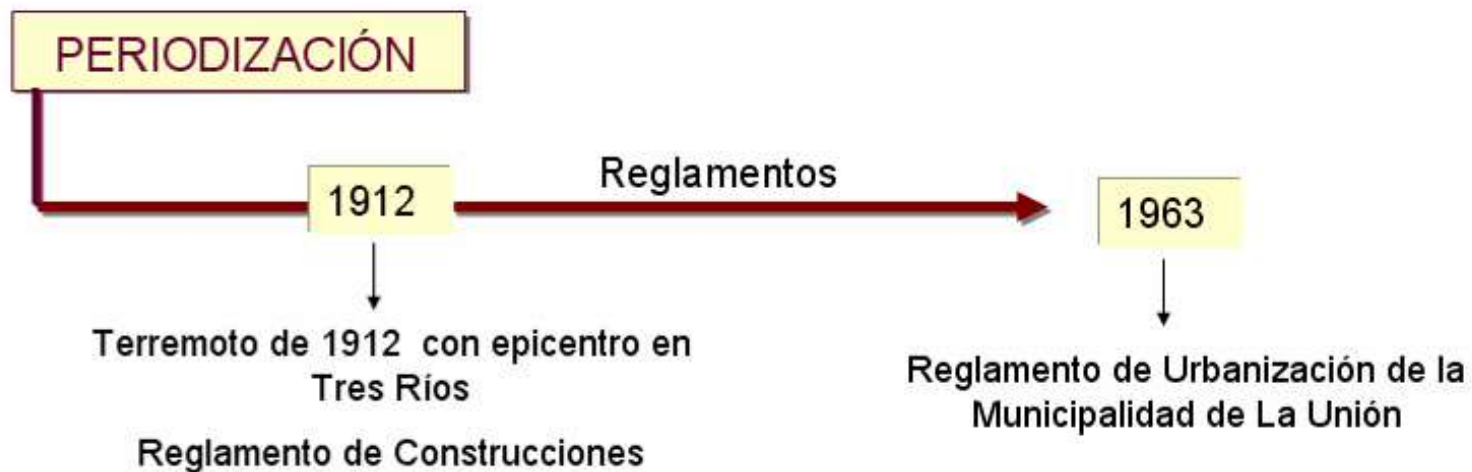 PERIODIZACIÓN
1912
Reglamentos
1963
Terremoto de 1912 con epicentro en
Tres Ríos
Reglamento de Construcciones
Reglamento de Urbanización de la
Municipalidad de La Unión